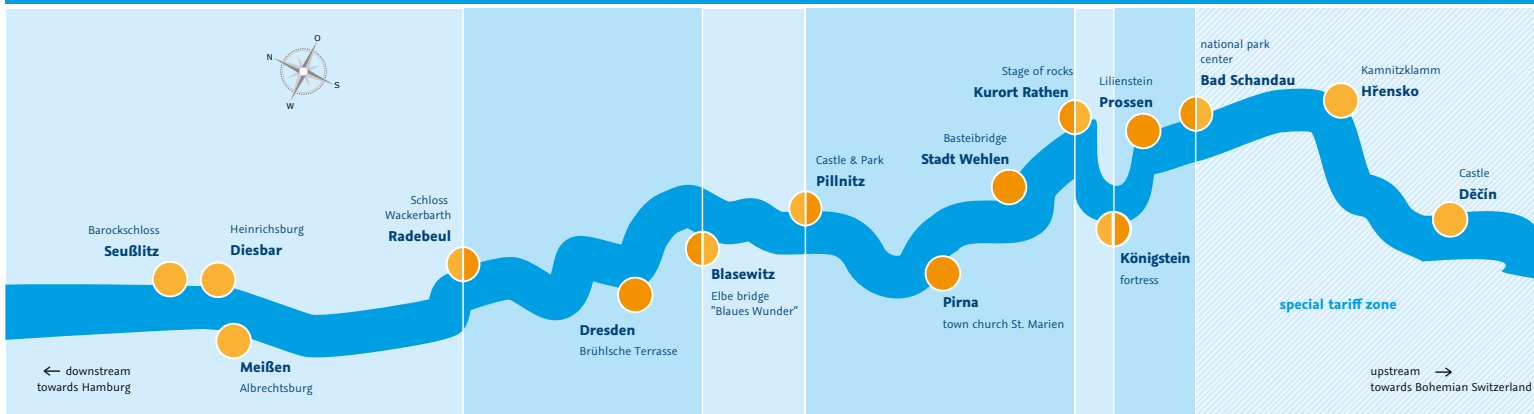 O
N
S
W
Barockschloss
Seußlitz
Heinrichsburg
Diesbar
Meißen
Albrechtsburg
downstream
towards Hamburg
Schloss
Wackerbarth
Radebeul
Dresden
Brühlsche Terrasse
Blasewitz
Elbe bridge
"Blaues Wunder"
Castle & Park
Pillnitz
Pirna
town church St. Marien
Basteibridge
Stadt Wehlen
Stage of rocks
Kurort Rathen
Königstein
fortress
Lilienstein
Prossen
national park
center
Bad Schandau
Kamnitzklamm
Hřensko
Castle
Děčín
special tariff zone
upstream
towards Bohemian Switzerland